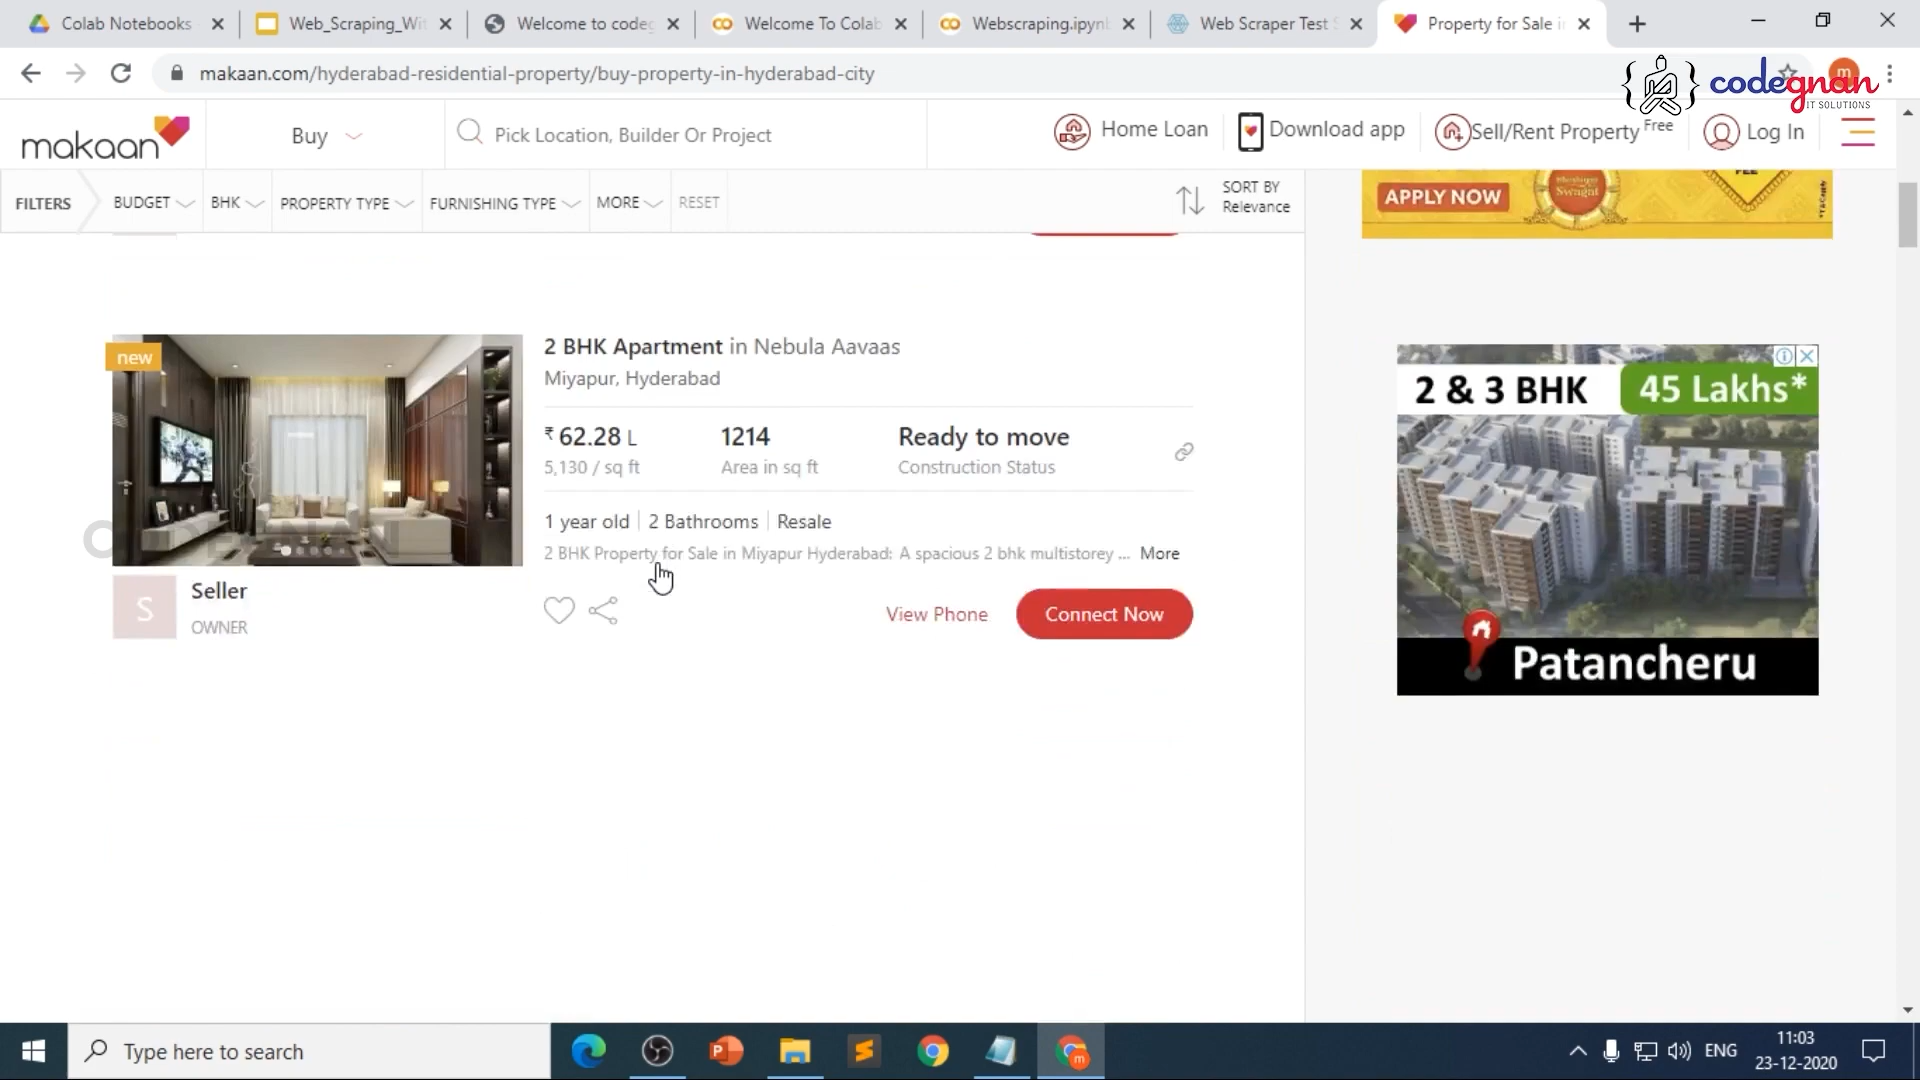 Colab Notebooks
Web_Scraping_Wit
Welcome to codeg
Welcome To Colab
Webscraping.ipynb
Web Scraper Test S
Property for Sale i
makaan.com/hyderabad-residential-property/buy-property-in-hyderabad-city
m
codegnan
IT SOLUTIONS
makaan
Buy
Pick Location, Builder Or Project
Home Loan
Download app
Sell/Rent Property Free
Log In
FILTERS
BUDGET
BHK
PROPERTY TYPE
FURNISHING TYPE
MORE
RESET
SORT BY
Relevance
APPLY NOW
new
2 BHK Apartment in Nebula Aavaas
Miyapur, Hyderabad
₹ 62.28 L
5,130 / sq ft
1214
Area in sq ft
Ready to move
Construction Status
1 year old
2 Bathrooms
Resale
2 BHK Property for Sale in Miyapur Hyderabad: A spacious 2 bhk multistorey ... More
S
Seller
OWNER
View Phone
Connect Now
2 & 3 BHK
45 Lakhs*
Patancheru
Type here to search
ENG
11:03
23-12-2020